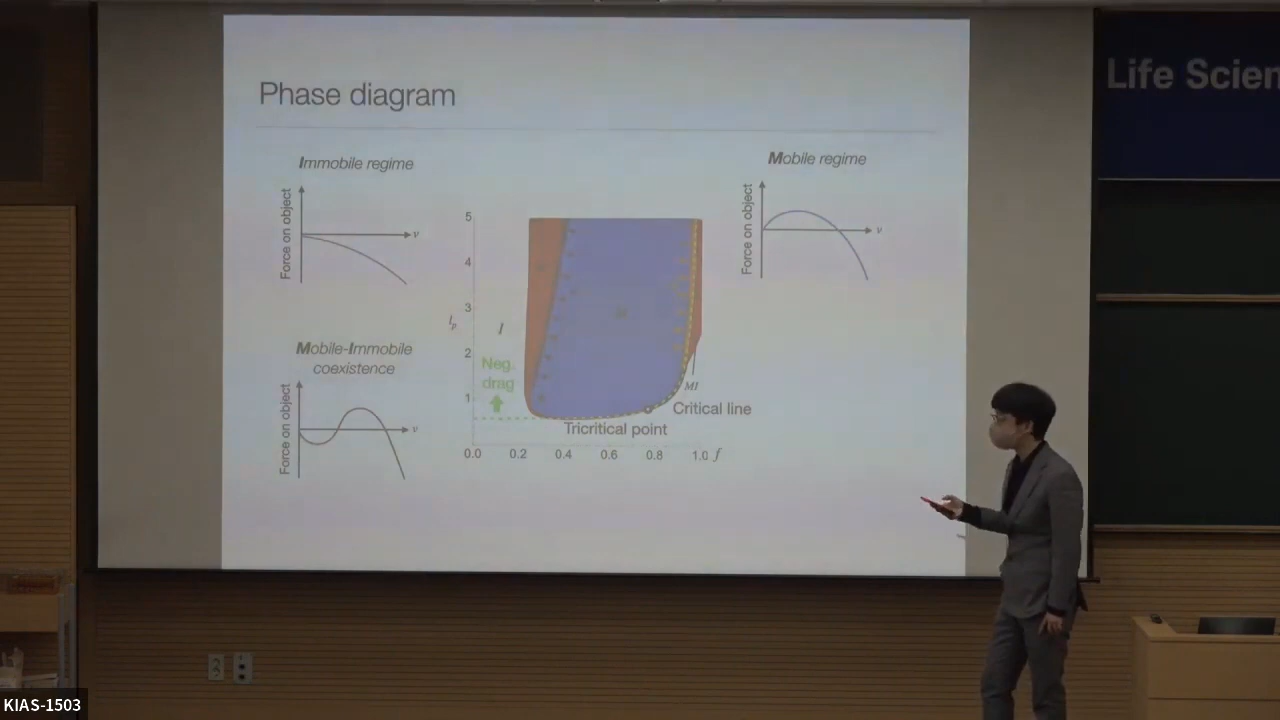 Phase diagram
Life Scien
Immobile regime
Force on object
v
Mobile-Immobile
coexistence
Force on object
v
5
4
3
2
1
l_p
I
Neg.
drag
MI
Critical line
Tricritical point
0.0 0.2 0.4 0.6 0.8 1.0 f
Mobile regime
Force on object
v
KIAS-1503